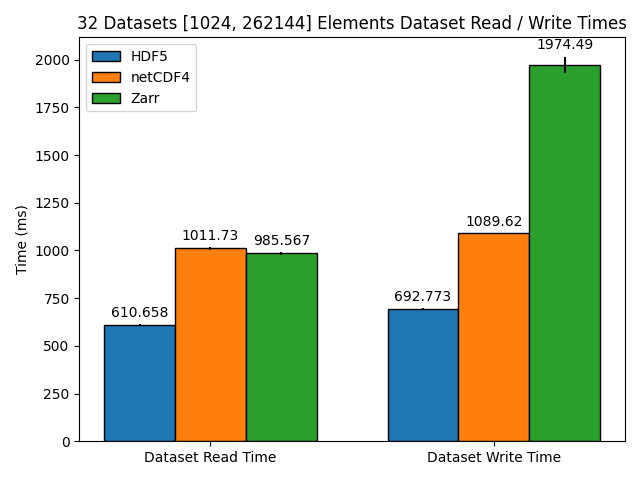 32 Datasets [1024, 262144] Elements Dataset Read / Write Times
HDF5
netCDF4
Zarr
Time (ms)
2000
1750
1500
1250
1000
750
500
250
0
610.658
1011.73
985.567
692.773
1089.62
1974.49
Dataset Read Time
Dataset Write Time